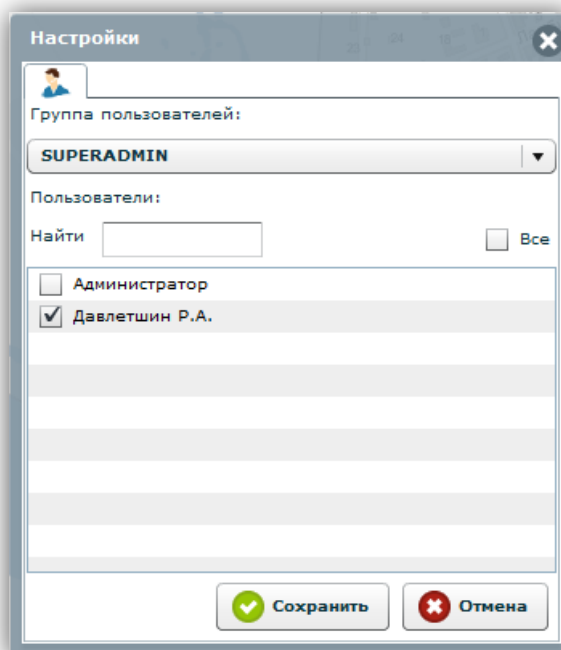 Настройки
Группа пользователей:
SUPERADMIN
Пользователи:
Найти
Все
Администратор
Давлетшин Р.А.
Сохранить
Отмена